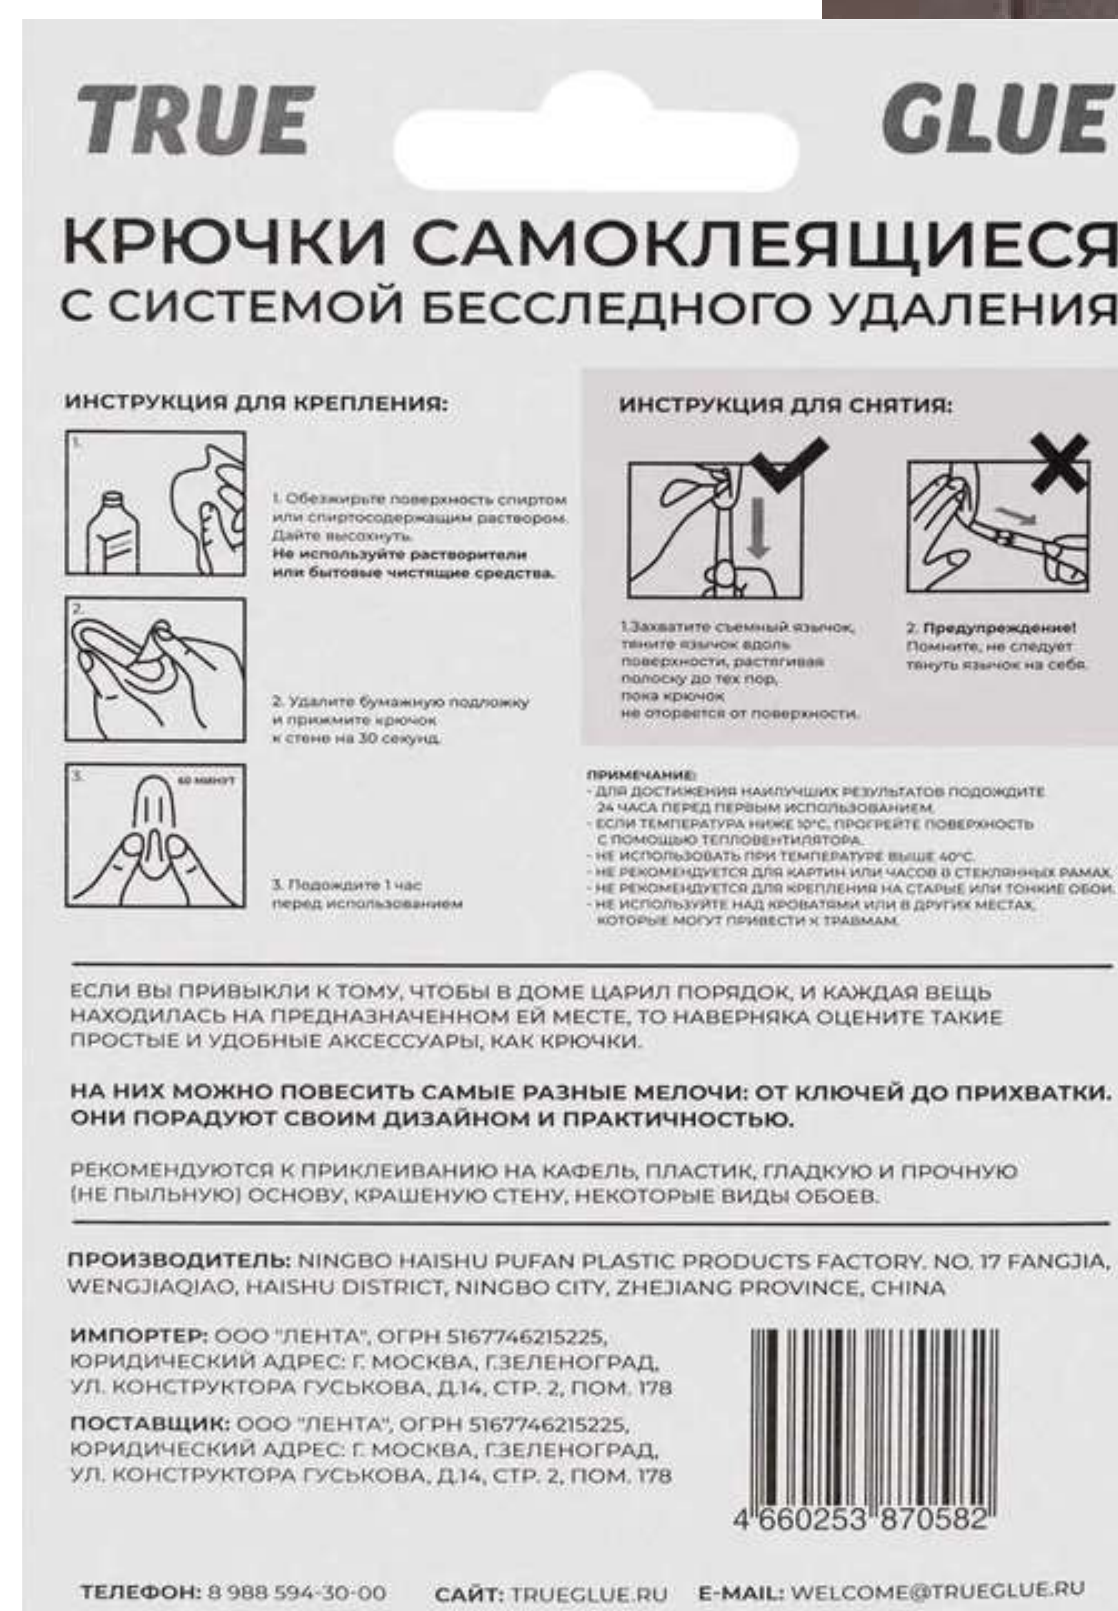 TRUE GLUE
КРЮЧКИ САМОКЛЕЯЩИЕСЯ
С СИСТЕМОЙ БЕССЛЕДНОГО УДАЛЕНИЯ
ИНСТРУКЦИЯ ДЛЯ КРЕПЛЕНИЯ:
1.
1. Обезжирьте поверхность спиртом
или спиртосодержащим раствором.
Дайте высохнуть.
Не используйте растворители
или бытовые чистящие средства.
2.
2. Удалите бумажную подложку
и прижмите крючок
к стене на 30 секунд.
3.
60 МИНУТ
3. Подождите 1 час
перед использованием
ИНСТРУКЦИЯ ДЛЯ СНЯТИЯ:
1.Захватите съемный язычок,
тяните язычок вдоль
поверхности, растягивая
полоску до тех пор,
пока крючок
не оторвется от поверхности.
2. Предупреждение!
Помните, не следует
тянуть язычок на себя.
ПРИМЕЧАНИЕ:
- ДЛЯ ДОСТИЖЕНИЯ НАИЛУЧШИХ РЕЗУЛЬТАТОВ ПОДОЖДИТЕ
24 ЧАСА ПЕРЕД ПЕРВЫМ ИСПОЛЬЗОВАНИЕМ.
- ЕСЛИ ТЕМПЕРАТУРА НИЖЕ 10°C, ПРОГРЕЙТЕ ПОВЕРХНОСТЬ
С ПОМОЩЬЮ ТЕПЛОВЕНТИЛЯТОРА.
- НЕ ИСПОЛЬЗОВАТЬ ПРИ ТЕМПЕРАТУРЕ ВЫШЕ 40°C.
- НЕ РЕКОМЕНДУЕТСЯ ДЛЯ КАРТИН ИЛИ ЧАСОВ В СТЕКЛЯННЫХ РАМАХ.
- НЕ РЕКОМЕНДУЕТСЯ ДЛЯ КРЕПЛЕНИЯ НА СТАРЫЕ ИЛИ ТОНКИЕ ОБОИ.
- НЕ ИСПОЛЬЗУЙТЕ НАД КРОВАТЯМИ ИЛИ В ДРУГИХ МЕСТАХ,
КОТОРЫЕ МОГУТ ПРИВЕСТИ К ТРАВМАМ.
ЕСЛИ ВЫ ПРИВЫКЛИ К ТОМУ, ЧТОБЫ В ДОМЕ ЦАРИЛ ПОРЯДОК, И КАЖДАЯ ВЕЩЬ
НАХОДИЛАСЬ НА ПРЕДНАЗНАЧЕННОМ ЕЙ МЕСТЕ, ТО НАВЕРНЯКА ОЦЕНИТЕ ТАКИЕ
ПРОСТЫЕ И УДОБНЫЕ АКСЕССУАРЫ, КАК КРЮЧКИ.
НА НИХ МОЖНО ПОВЕСИТЬ САМЫЕ РАЗНЫЕ МЕЛОЧИ: ОТ КЛЮЧЕЙ ДО ПРИХВАТКИ.
ОНИ ПОРАДУЮТ СВОИМ ДИЗАЙНОМ И ПРАКТИЧНОСТЬЮ.
РЕКОМЕНДУЮТСЯ К ПРИКЛЕИВАНИЮ НА КАФЕЛЬ, ПЛАСТИК, ГЛАДКУЮ И ПРОЧНУЮ
(НЕ ПЫЛЬНУЮ) ОСНОВУ, КРАШЕНУЮ СТЕНУ, НЕКОТОРЫЕ ВИДЫ ОБОЕВ.
ПРОИЗВОДИТЕЛЬ: NINGBO HAISHU PUFAN PLASTIC PRODUCTS FACTORY. NO. 17 FANGJIA,
WENGJIAQIAO, HAISHU DISTRICT, NINGBO CITY, ZHEJIANG PROVINCE, CHINA
ИМПОРТЕР: ООО "ЛЕНТА", ОГРН 5167746215225,
ЮРИДИЧЕСКИЙ АДРЕС: Г. МОСКВА, Г.ЗЕЛЕНОГРАД,
УЛ. КОНСТРУКТОРА ГУСЬКОВА, Д.14, СТР. 2, ПОМ. 178
ПОСТАВЩИК: ООО "ЛЕНТА", ОГРН 5167746215225,
ЮРИДИЧЕСКИЙ АДРЕС: Г. МОСКВА, Г.ЗЕЛЕНОГРАД,
УЛ. КОНСТРУКТОРА ГУСЬКОВА, Д.14, СТР. 2, ПОМ. 178
4 660253 870582
ТЕЛЕФОН: 8 988 594-30-00 САЙТ: TRUEGLUE.RU E-MAIL: WELCOME@TRUEGLUE.RU